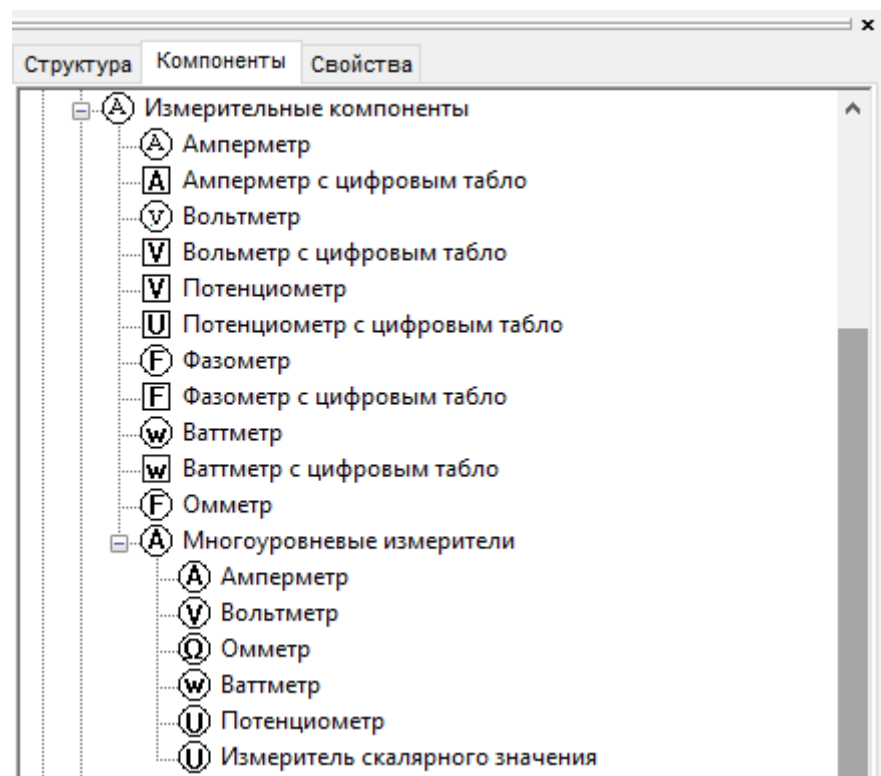 Структура Компоненты Свойства
A Измерительные компоненты
A Амперметр
A Амперметр с цифровым табло
V Вольтметр
V Вольметр с цифровым табло
V Потенциометр
U Потенциометр с цифровым табло
F Фазометр
F Фазометр с цифровым табло
W Ваттметр
W Ваттметр с цифровым табло
F Омметр
A Многоуровневые измерители
A Амперметр
V Вольтметр
Ω Омметр
W Ваттметр
U Потенциометр
U Измеритель скалярного значения